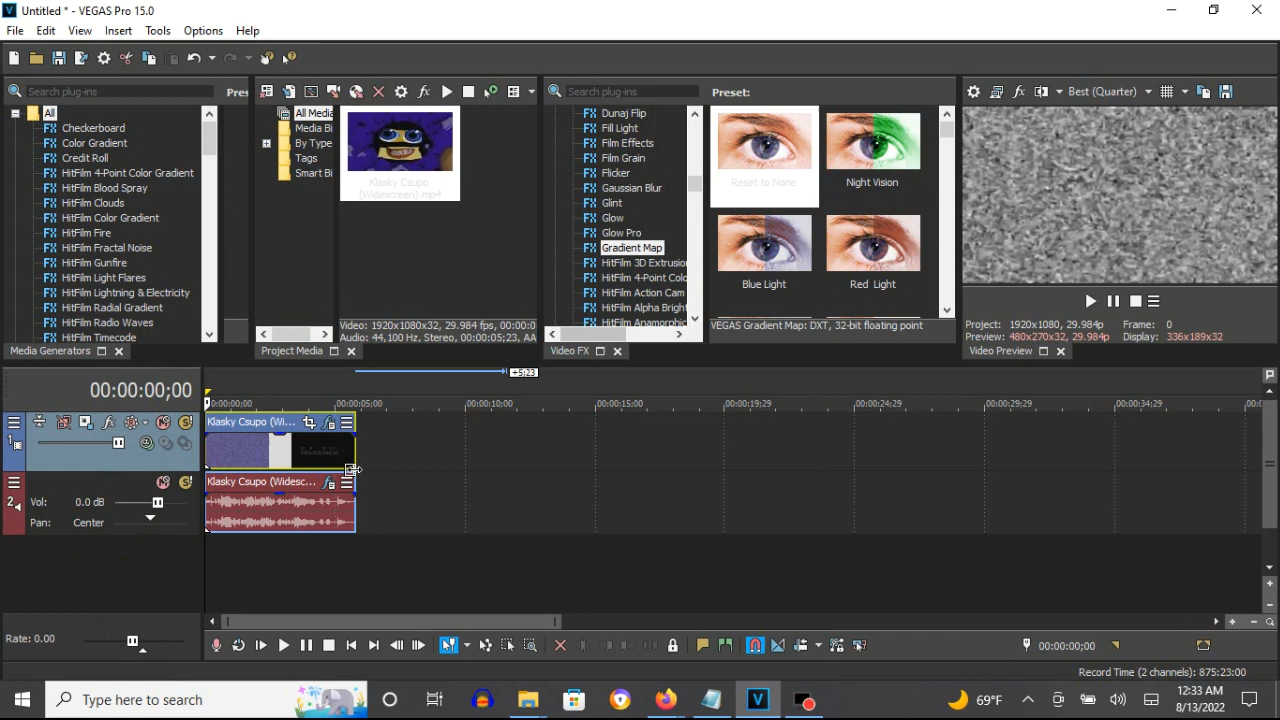 Untitled * - VEGAS Pro 15.0
File Edit View Insert Tools Options Help
Search plug-ins
Pres
All
Checkerboard
Color Gradient
Credit Roll
HitFilm 4-Point Color Gradient
HitFilm Blood Spray
HitFilm Clouds
HitFilm Color Gradient
HitFilm Fire
HitFilm Fractal Noise
HitFilm Gunfire
HitFilm Light Flares
HitFilm Lightning & Electricity
HitFilm Radial Gradient
HitFilm Radio Waves
HitFilm Timecode
Media Generators
All Media
Media Bi
By Type
Tags
Smart Bi
Klasky Csupo
(Widescreen).mp4
Video: 1920x1080x32, 29.984 fps, 00:00:0
Audio: 44,100 Hz, Stereo, 00:00:05;23, AA
Project Media
Search plug-ins
Preset:
Dunaj Flip
Fill Light
Film Effects
Film Grain
Flicker
Gaussian Blur
Glint
Glow
Glow Pro
Gradient Map
HitFilm 3D Extrusio
HitFilm 4-Point Colo
HitFilm Action Cam
HitFilm Alpha Bright
HitFilm Anamorphic
Reset to None
Night Vision
Blue Light
Red Light
VEGAS Gradient Map: DXT, 32-bit floating point
Video FX
Best (Quarter)
Project: 1920x1080, 29.984p
Frame: 0
Preview: 480x270x32, 29.984p
Display: 336x189x32
Video Preview
00:00:00;00
+5;23
00:00:00;00 00:00:05;00 00:00:10;00 00:00:15;00 00:00:19;29 00:00:24;29 00:00:29;29 00:00:34;29 00:0
1
Klasky Csupo (Wi...
2
Klasky Csupo (Widesc...
Vol: 0.0 dB
Pan: Center
Rate: 0.00
00:00:00;00
Record Time (2 channels): 875:23:00
Type here to search
69°F
12:33 AM
8/13/2022